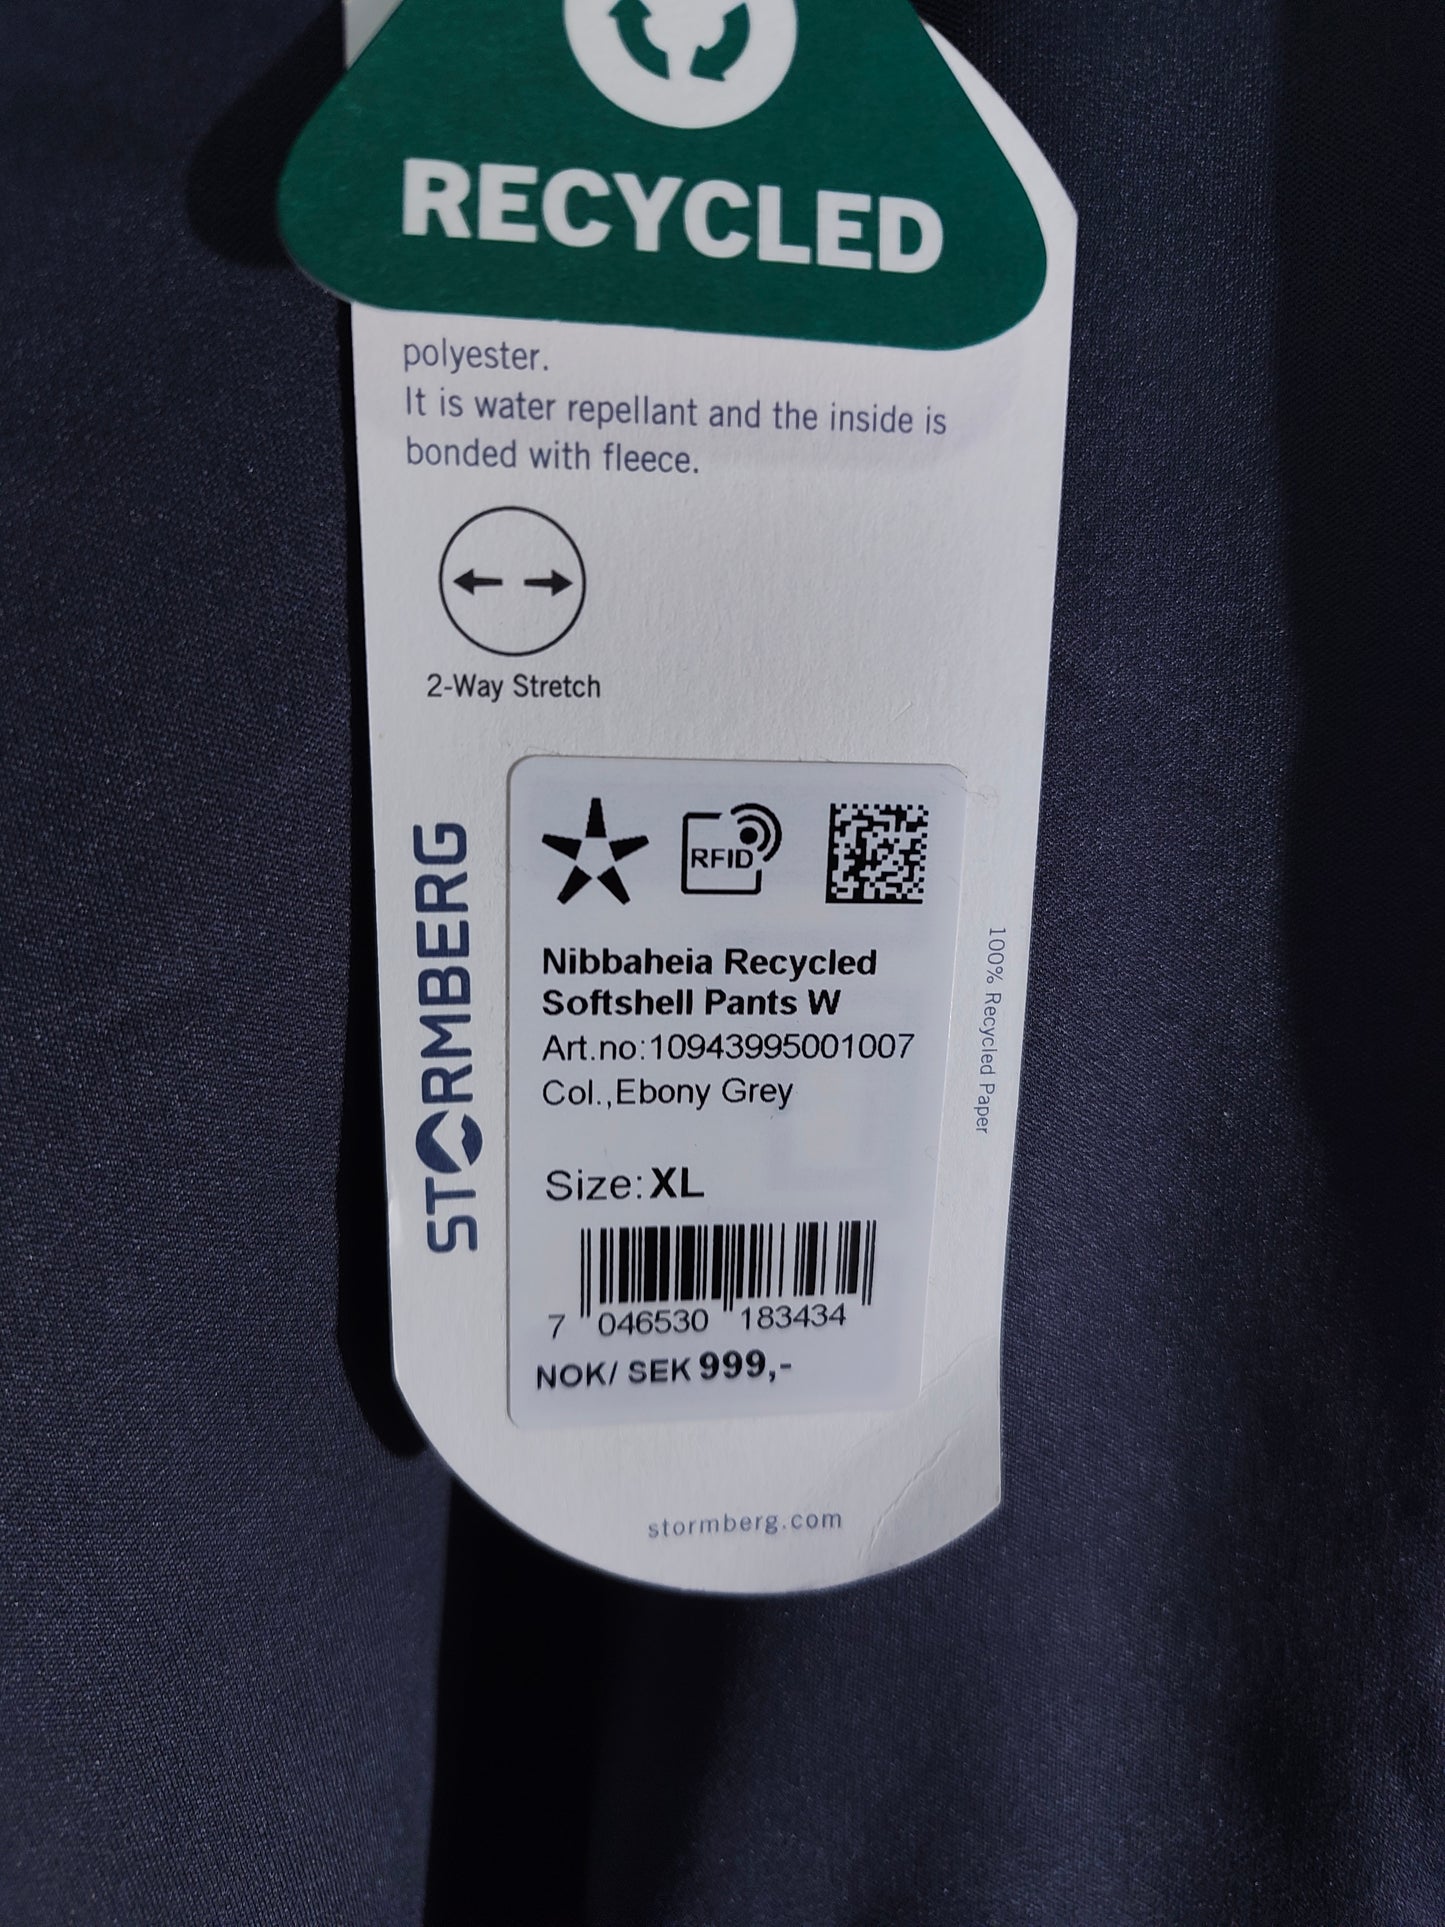 RECYCLED
polyester.
It is water repellant and the inside is
bonded with fleece.
2-Way Stretch
STORMBERG
RFID
Nibbaheia Recycled
Softshell Pants W
Art.no:10943995001007
Col.,Ebony Grey
Size:XL
7 046530 183434
NOK/ SEK 999,-
100% Recycled Paper
stormberg.com